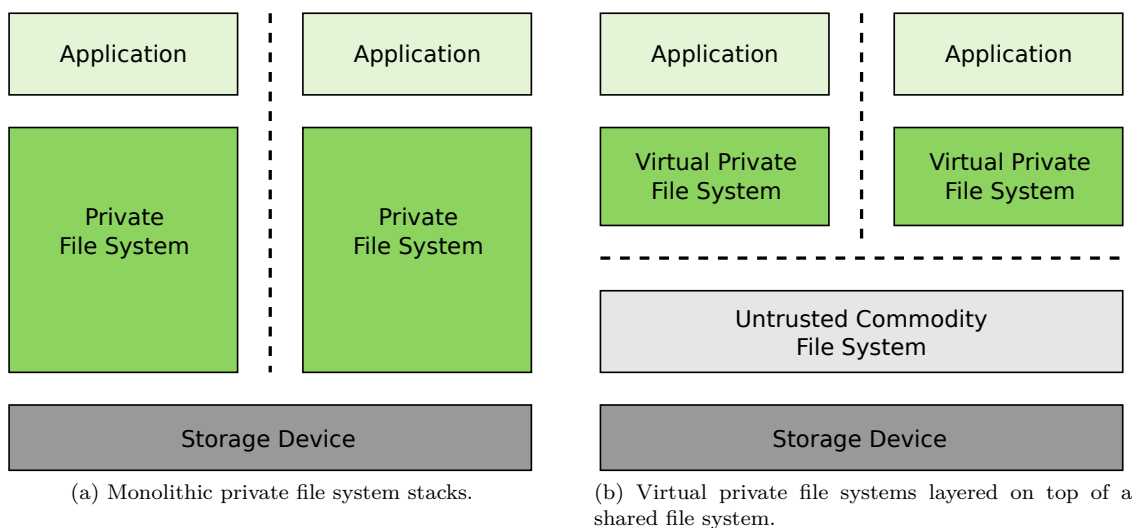 Application
Application
Private
File System
Private
File System
Storage Device
(a) Monolithic private file system stacks.
Application
Application
Virtual Private
File System
Virtual Private
File System
Untrusted Commodity
File System
Storage Device
(b) Virtual private file systems layered on top of a
shared file system.